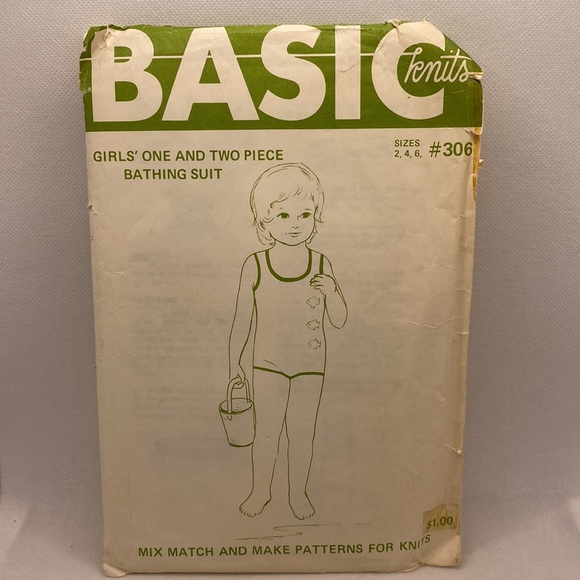 BASIC knits
GIRLS' ONE AND TWO PIECE
BATHING SUIT
SIZES
2, 4, 6, #306
$1.00
MIX MATCH AND MAKE PATTERNS FOR KNITS